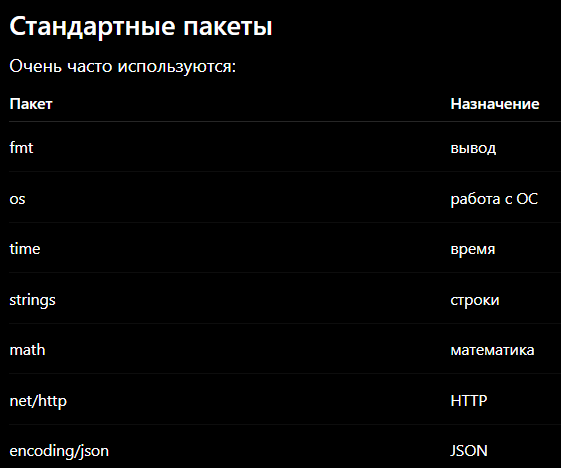 Стандартные пакеты
Очень часто используются:
Пакет Назначение
fmt вывод
os работа с ОС
time время
strings строки
math математика
net/http HTTP
encoding/json JSON